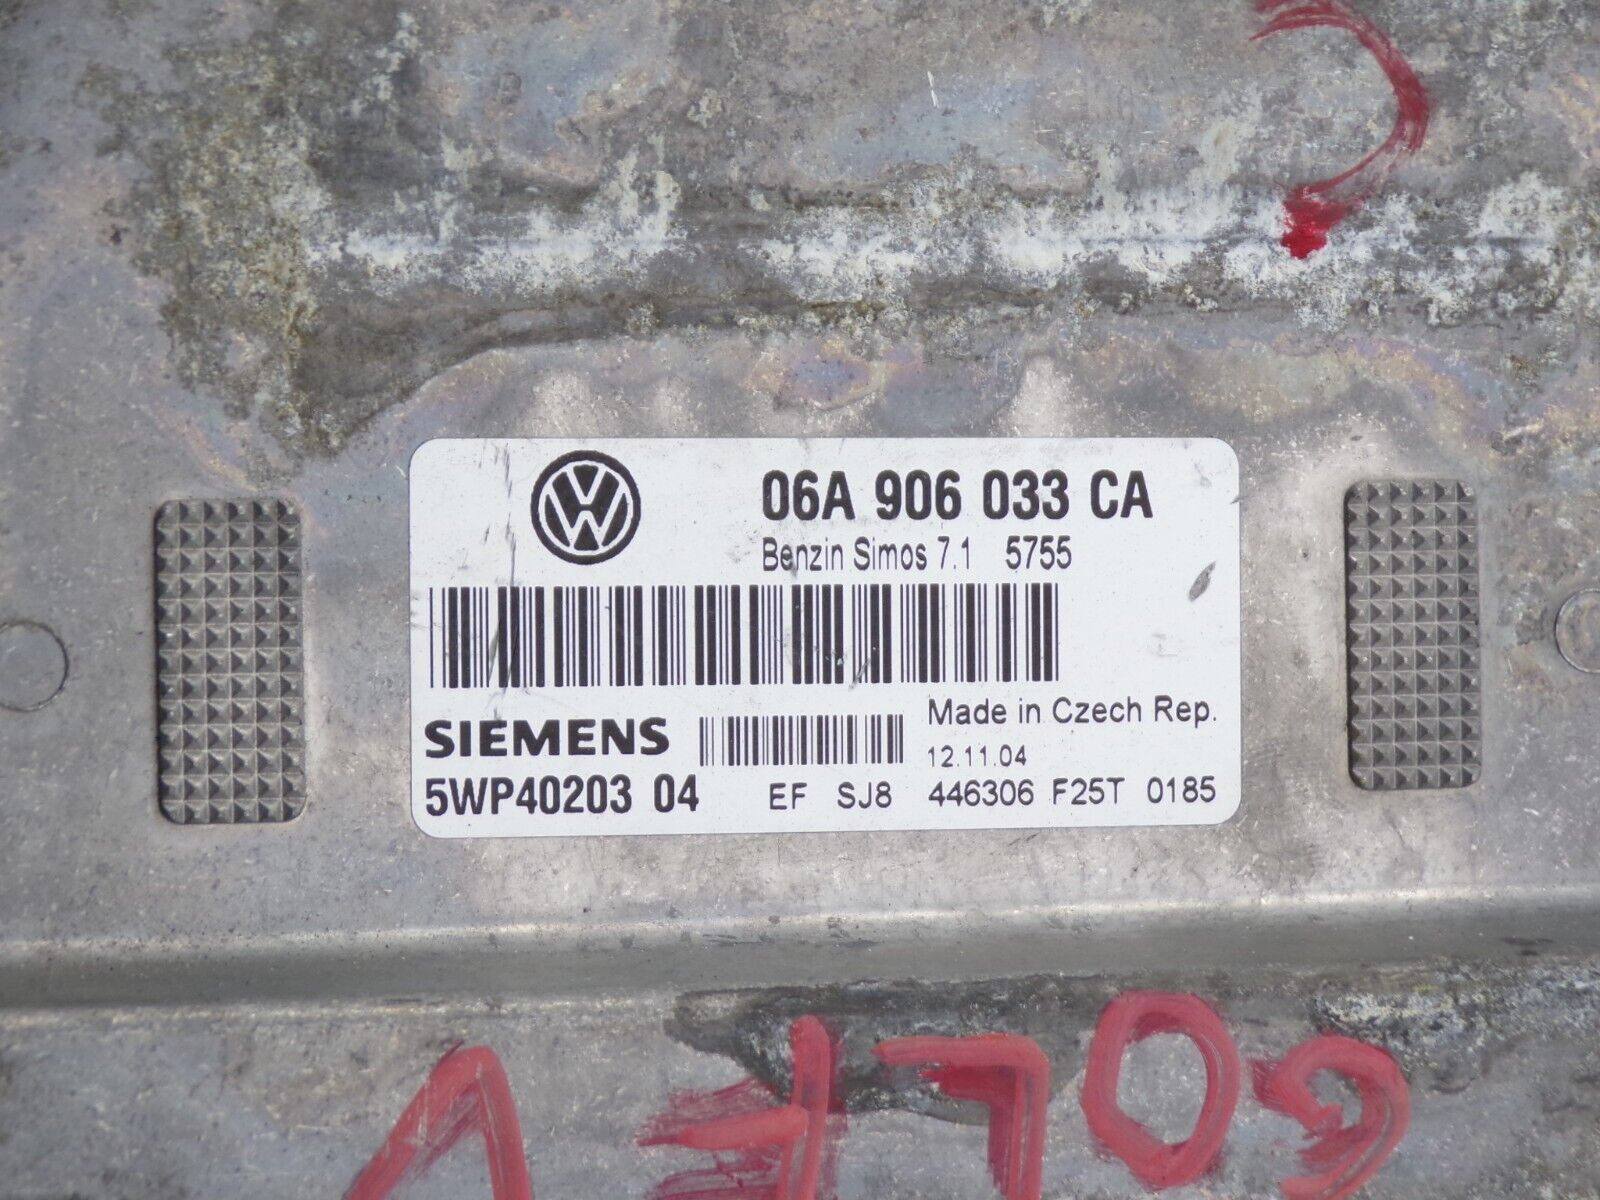 06A 906 033 CA
Benzin Simos 7.1 5755
SIEMENS
Made in Czech Rep.
12.11.04
5WP40203 04 EF SJ8 446306 F25T 0185
GOLF V